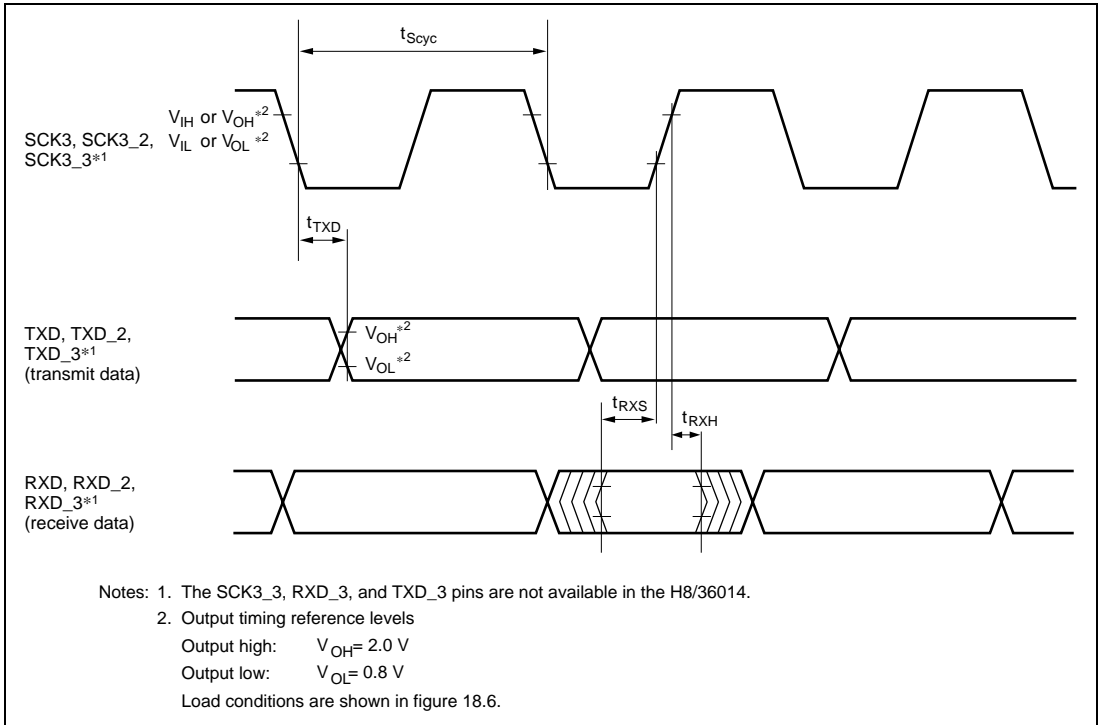 tScyc
VIH or VOH*2
SCK3, SCK3_2, VIL or VOL*2
SCK3_3*1
tTXD
TXD, TXD_2,
TXD_3*1
(transmit data)
VOH*2
VOL*2
tRXS
tRXH
RXD, RXD_2,
RXD_3*1
(receive data)
Notes: 1. The SCK3_3, RXD_3, and TXD_3 pins are not available in the H8/36014.
2. Output timing reference levels
Output high: VOH= 2.0 V
Output low: VOL= 0.8 V
Load conditions are shown in figure 18.6.